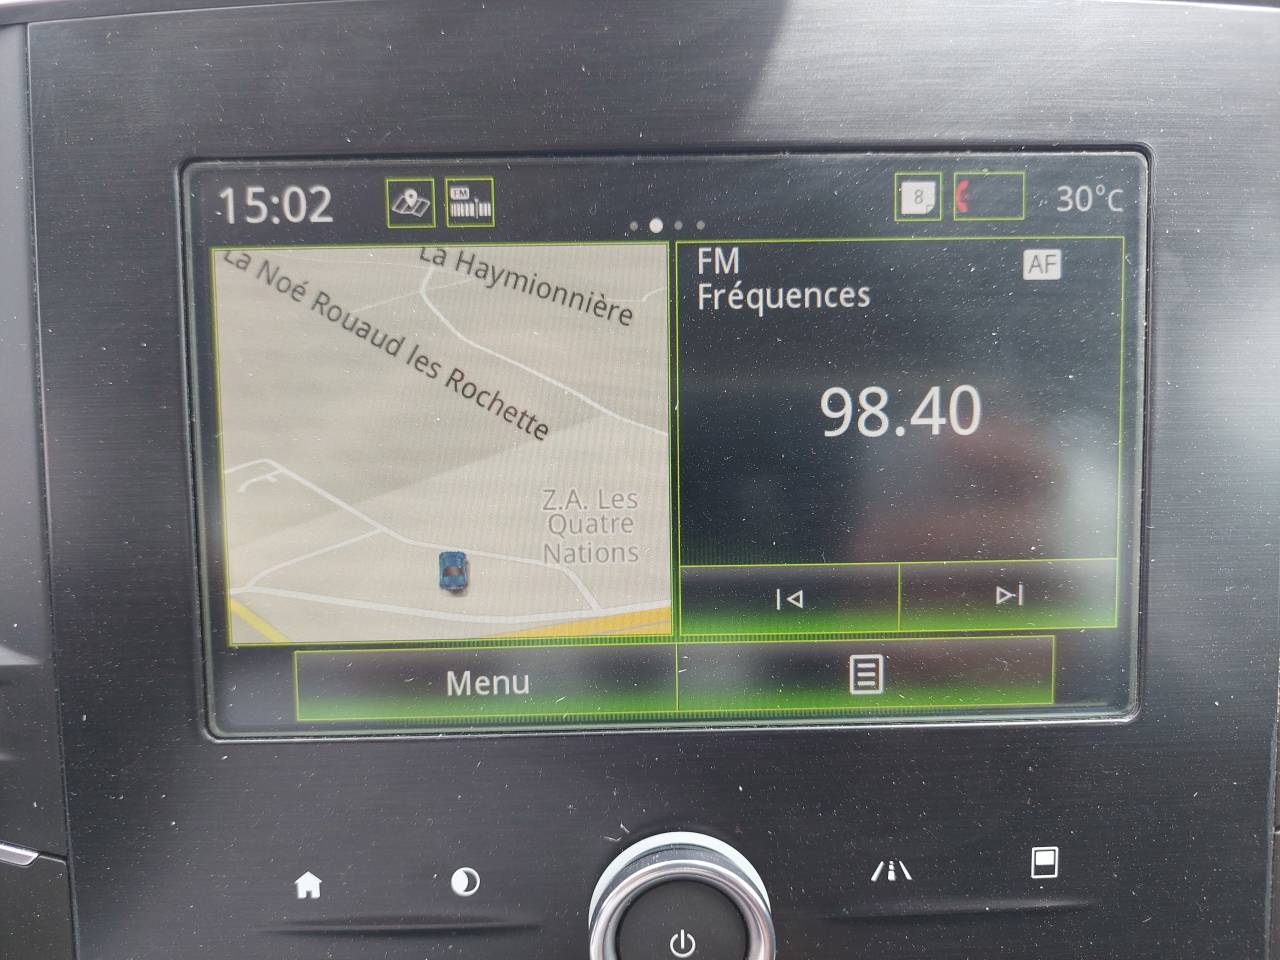 15:02
FM
8
30°C
La Haymionnière
La Noé Rouaud les Rochette
Z.A. Les
Quatre
Nations
FM
AF
Fréquences
98.40
Menu